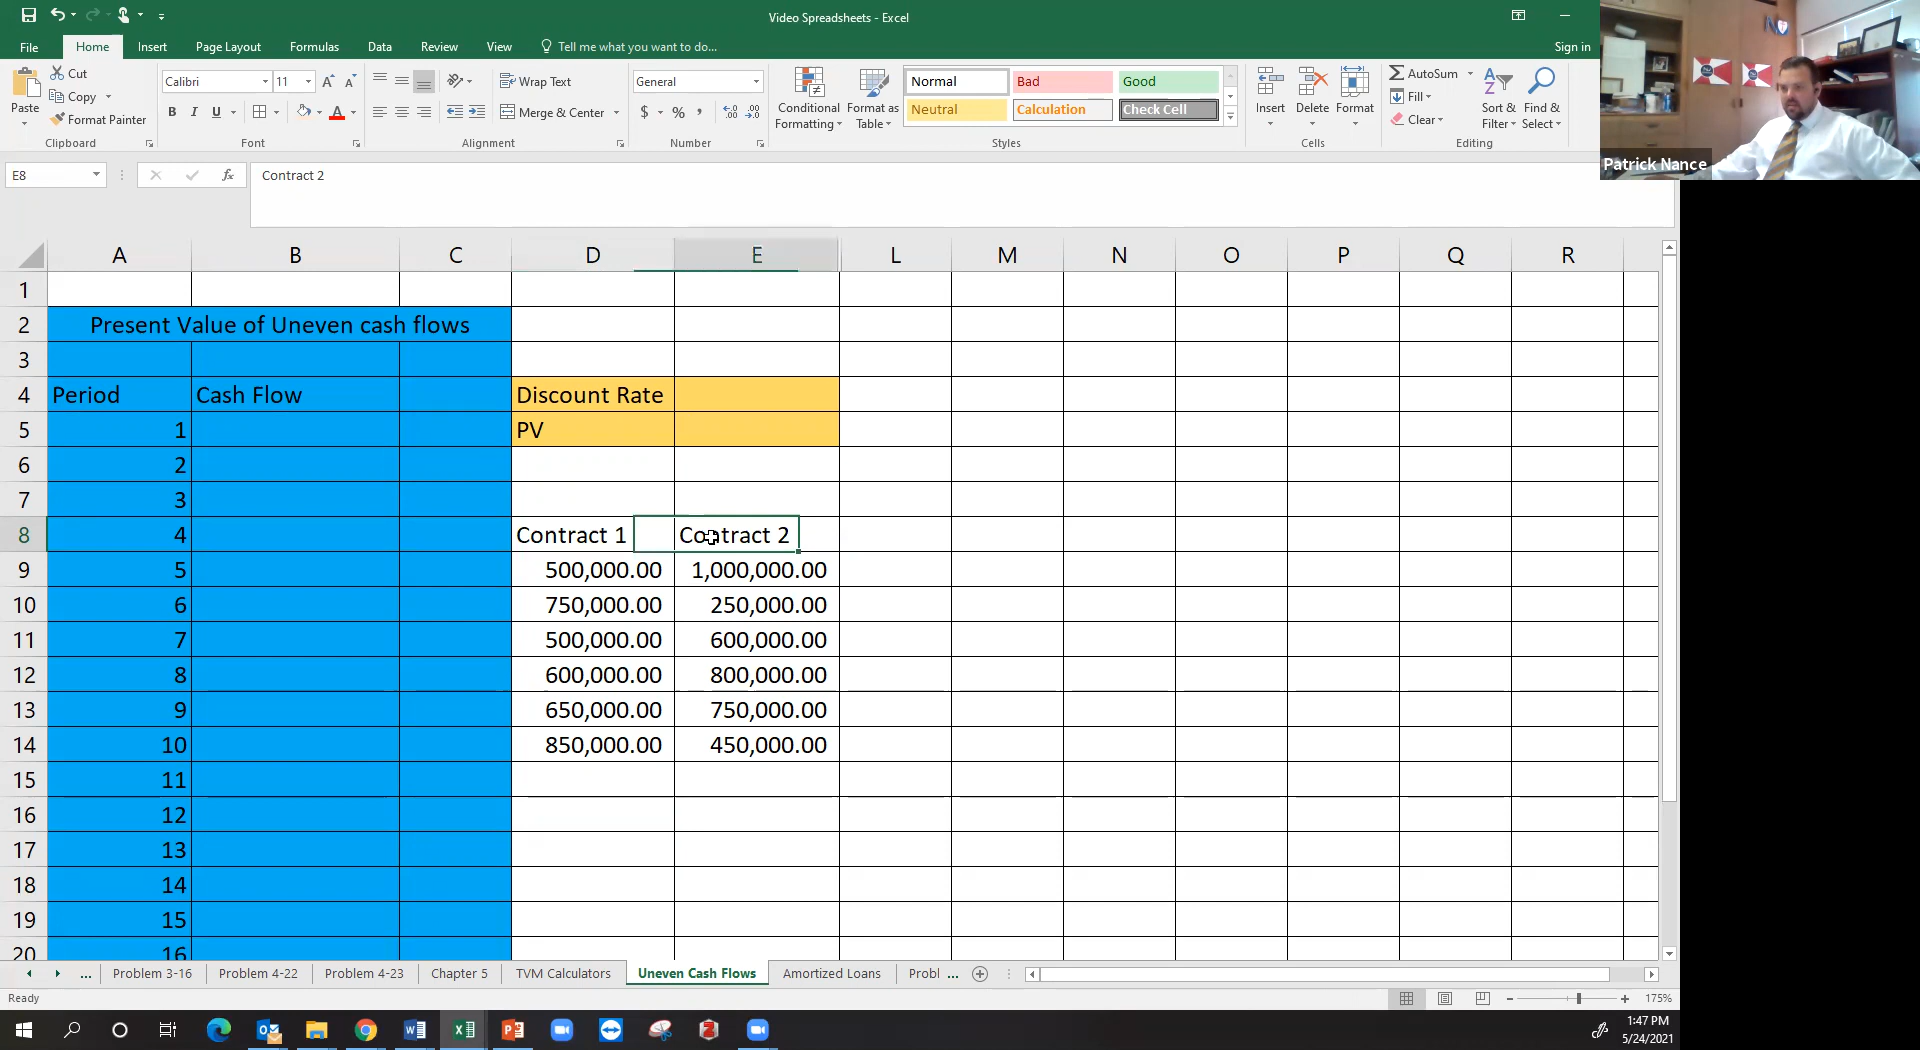 Video Spreadsheets - Excel
File Home Insert Page Layout Formulas Data Review View Tell me what you want to do... Sign in
Cut
Copy
Format Painter
Paste
Clipboard
Calibri 11
B I U
Font
Wrap Text
Merge & Center
Alignment
General
$ % ,
Number
Conditional Formatting
Format as Table
Normal Bad Good
Neutral Calculation Check Cell
Styles
Insert Delete Format
Cells
AutoSum
Fill
Clear
Sort & Filter
Find & Select
Editing
Patrick Nance
E8 fx Contract 2
A B C D E L M N O P Q R
1
2 Present Value of Uneven cash flows
3
4 Period Cash Flow Discount Rate
5 1 PV
6 2
7 3
8 4 Contract 1 Contract 2
9 5 500,000.00 1,000,000.00
10 6 750,000.00 250,000.00
11 7 500,000.00 600,000.00
12 8 600,000.00 800,000.00
13 9 650,000.00 750,000.00
14 10 850,000.00 450,000.00
15 11
16 12
17 13
18 14
19 15
20 16
... Problem 3-16 Problem 4-22 Problem 4-23 Chapter 5 TVM Calculators Uneven Cash Flows Amortized Loans Probl ...
Ready 175%
1:47 PM
5/24/2021